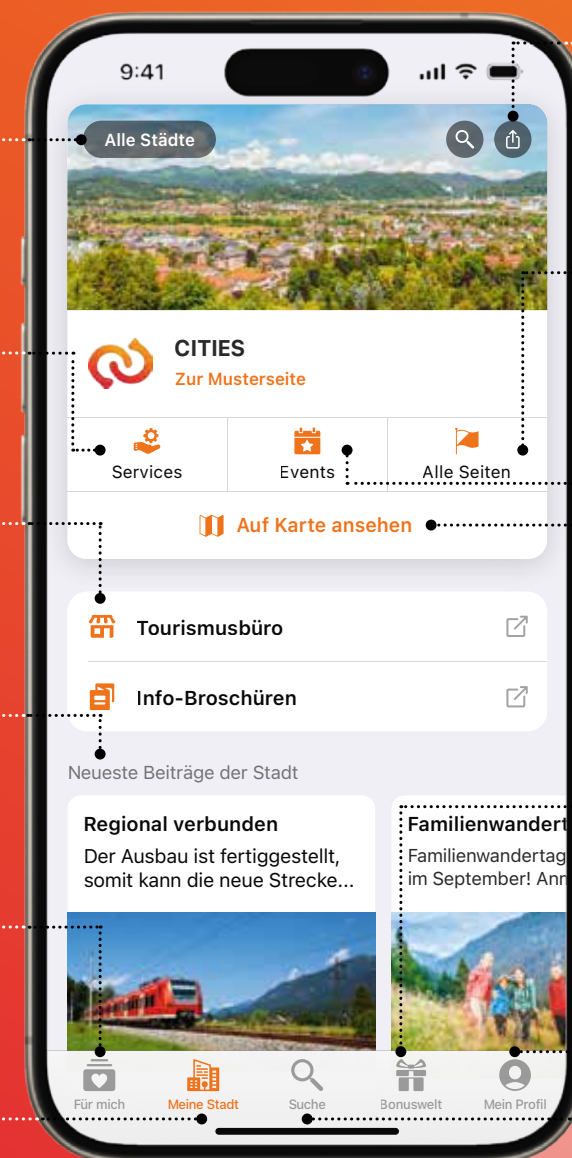 9:41
Alle Städte
CITIES
Zur Musterseite
Services
Events
Alle Seiten
Auf Karte ansehen
Tourismusbüro
Info-Broschüren
Neueste Beiträge der Stadt
Regional verbunden
Der Ausbau ist fertiggestellt,
somit kann die neue Strecke...
Familienwandert
Familienwandertag
im September! Anm
Für mich
Meine Stadt
Suche
Bonuswelt
Mein Profil